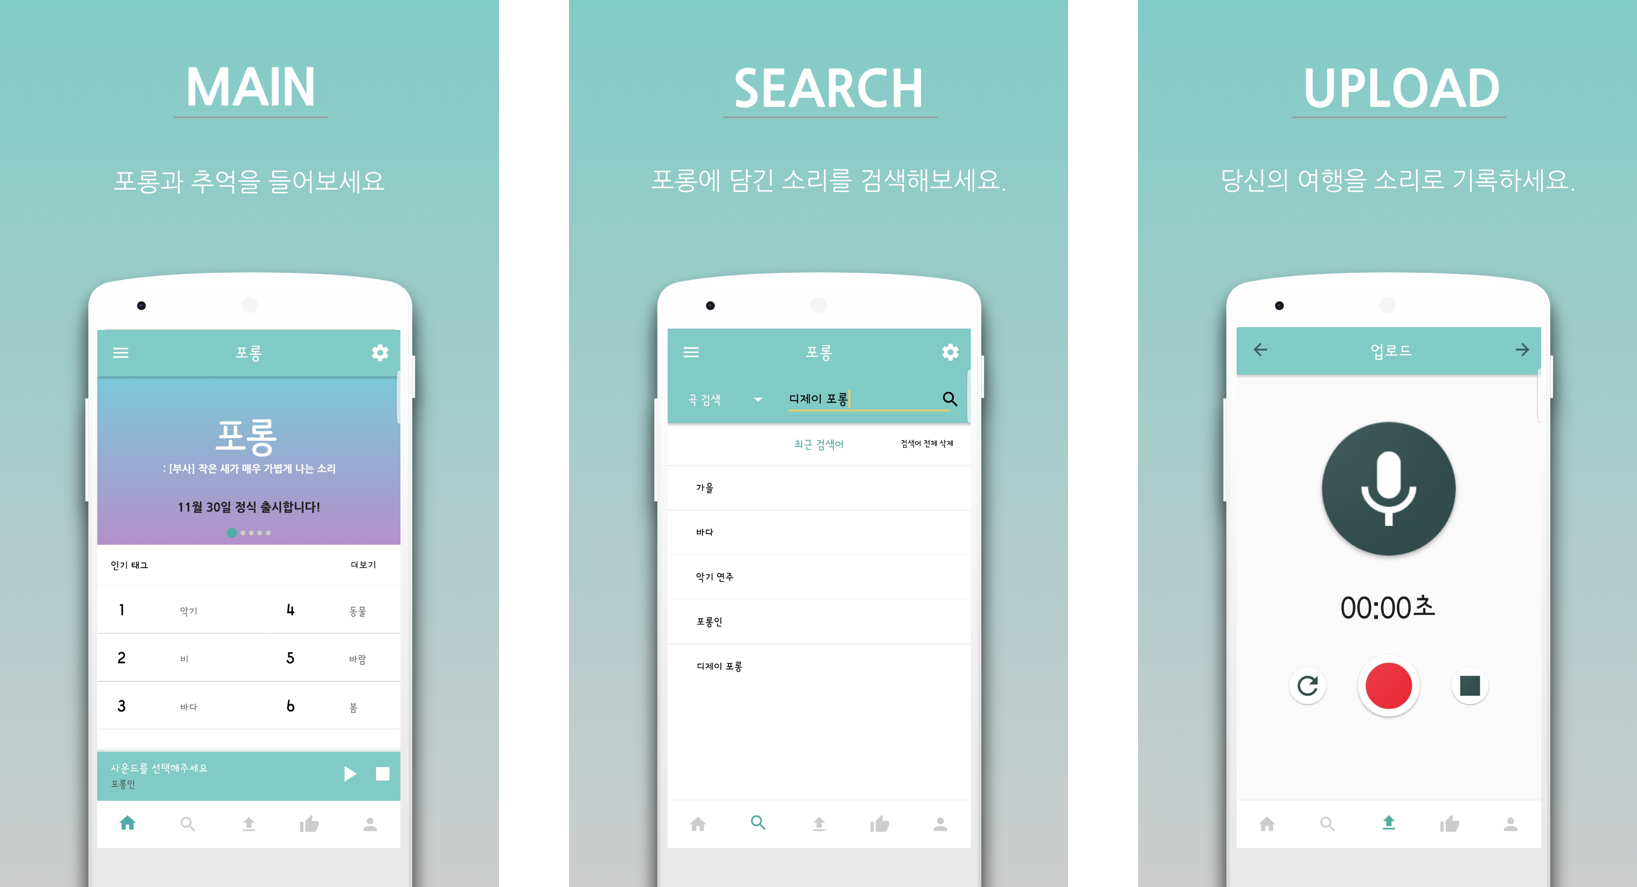 MAIN
포롱과 추억을 들어보세요
포롱
포롱
: [부사] 작은 새가 매우 가볍게 나는 소리
11월 30일 정식 출시합니다!
인기 태그 더보기
1 악기 4 동물
2 비 5 바람
3 바다 6 봄
사운드를 선택해주세요
포롱인
SEARCH
포롱에 담긴 소리를 검색해보세요.
포롱
곡 검색 디제이 포롱
최근 검색어 검색어 전체 삭제
가을
바다
악기 연주
포롱인
디제이 포롱
UPLOAD
당신의 여행을 소리로 기록하세요.
업로드
00:00초